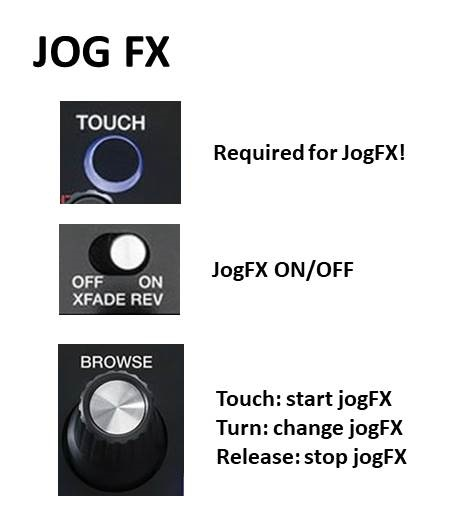 JOG FX
TOUCH
Required for JogFX!
OFF ON
XFADE REV
JogFX ON/OFF
BROWSE
Touch: start jogFX
Turn: change jogFX
Release: stop jogFX